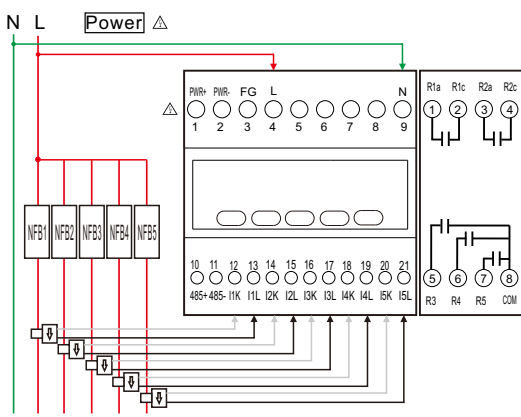 N L Power
PWR+ PWR- FG L N
1 2 3 4 5 6 7 8 9
R1a R1c R2a R2c
1 2 3 4
NFB1 NFB2 NFB3 NFB4 NFB5
10 11 12 13 14 15 16 17 18 19 20 21
485+ 485- I1K I1L I2K I2L I3K I3L I4K I4L I5K I5L
5 6 7 8
R3 R4 R5 COM